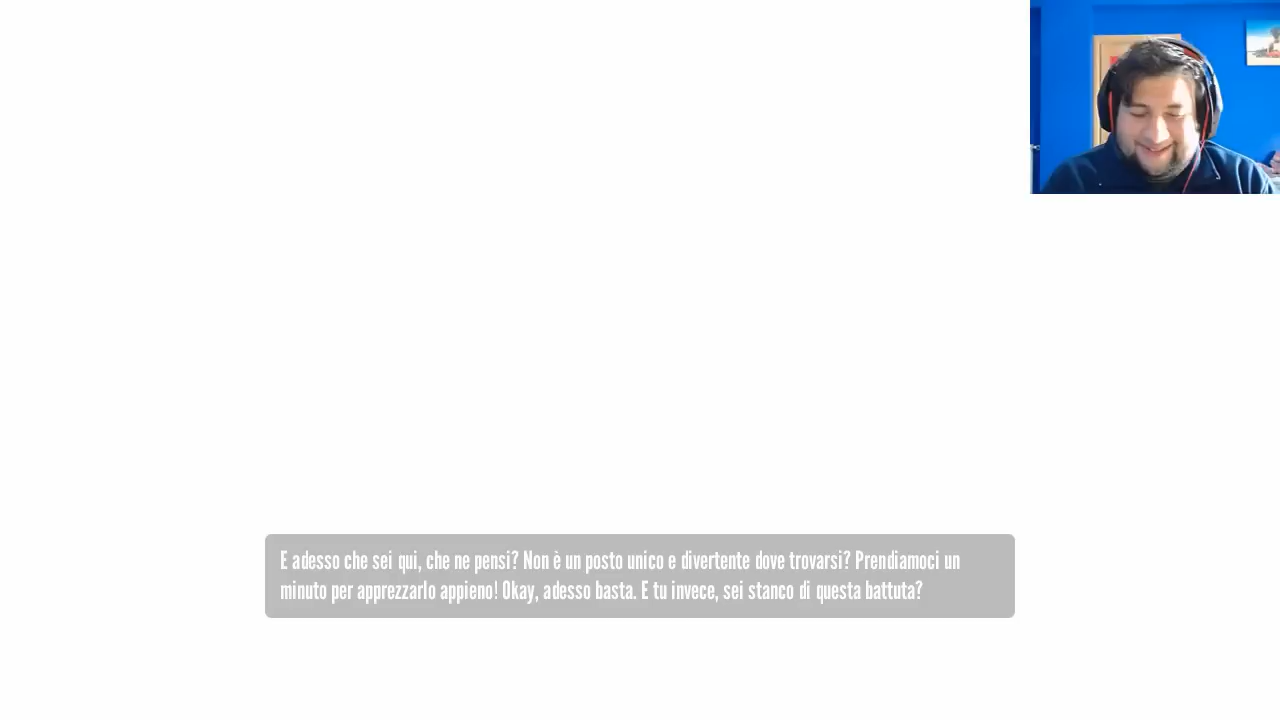 E adesso che sei qui, che ne pensi? Non è un posto unico e divertente dove trovarsi? Prendiamoci un
minuto per apprezzarlo appieno! Okay, adesso basta. E tu invece, sei stanco di questa battuta?